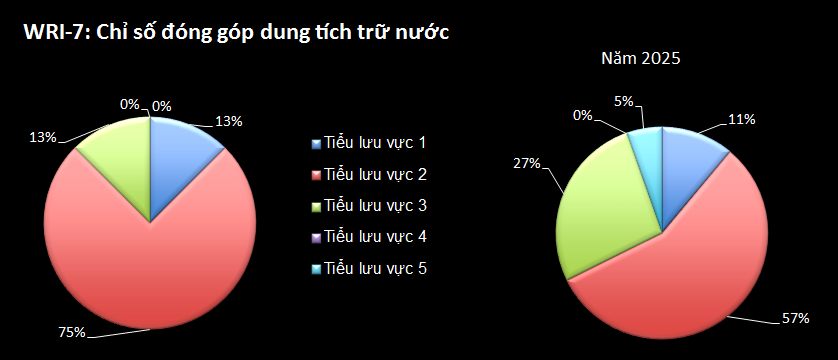 WRI-7: Chỉ số đóng góp dung tích trữ nước
Năm 2025
0%
0%
13%
13%
75%
Tiểu lưu vực 1
Tiểu lưu vực 2
Tiểu lưu vực 3
Tiểu lưu vực 4
Tiểu lưu vực 5
5%
0%
11%
27%
57%